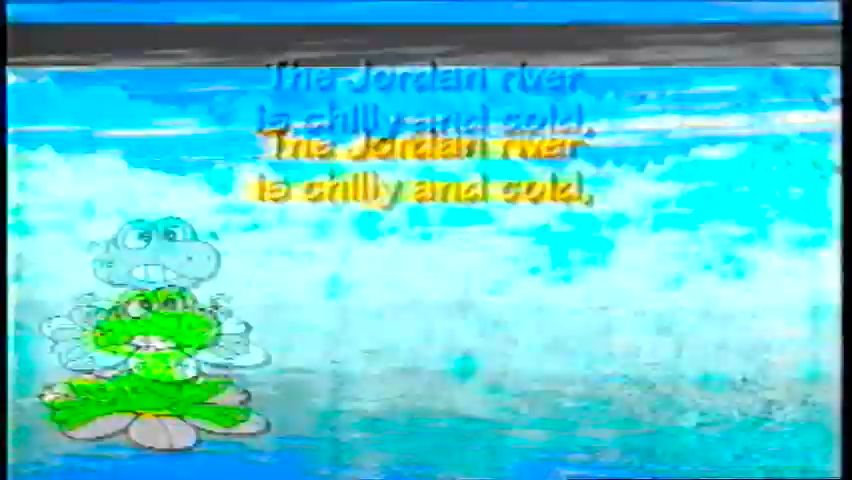 The Jordan river
is chilly and cold,
The Jordan river
is chilly and cold,